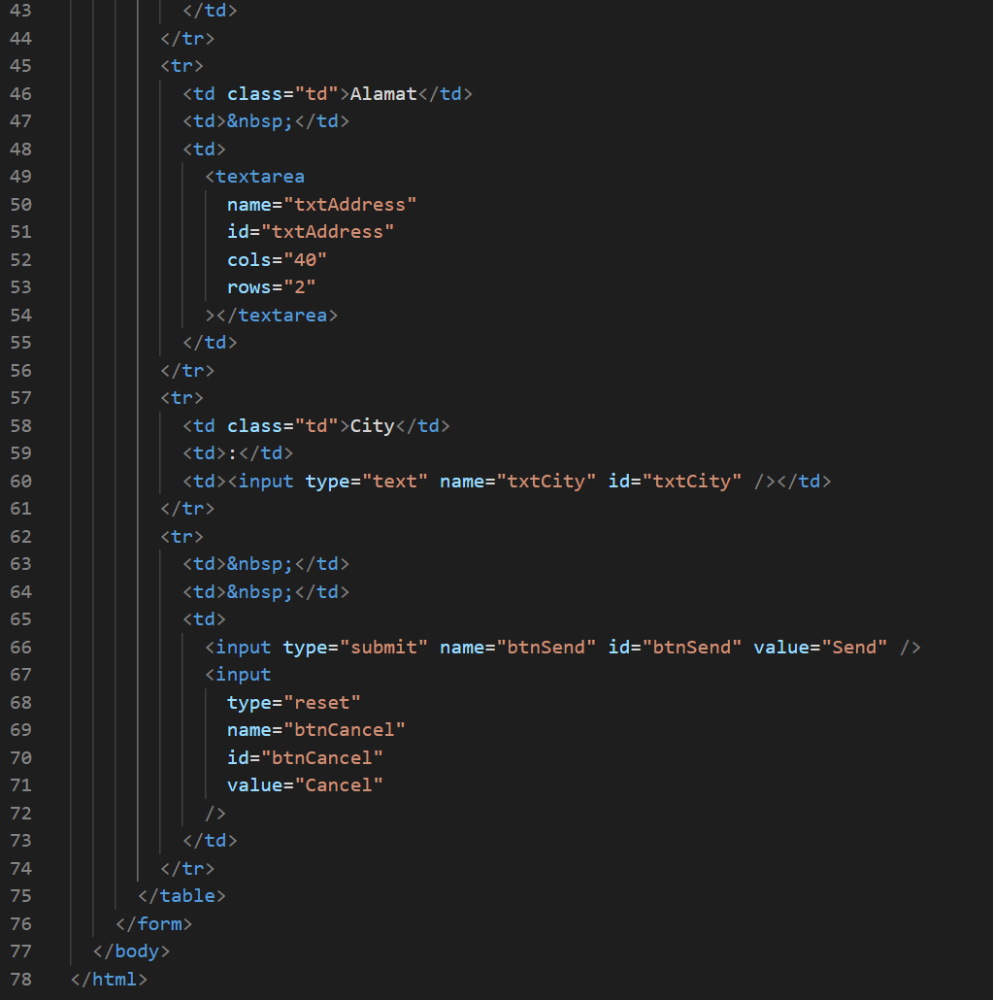 43 </td>
44 </tr>
45 <tr>
46 <td class="td">Alamat</td>
47 <td>&nbsp;</td>
48 <td>
49 <textarea
50 name="txtAddress"
51 id="txtAddress"
52 cols="40"
53 rows="2"
54 ></textarea>
55 </td>
56 </tr>
57 <tr>
58 <td class="td">City</td>
59 <td>:</td>
60 <td><input type="text" name="txtCity" id="txtCity" /></td>
61 </tr>
62 <tr>
63 <td>&nbsp;</td>
64 <td>&nbsp;</td>
65 <td>
66 <input type="submit" name="btnSend" id="btnSend" value="Send" />
67 <input
68 type="reset"
69 name="btnCancel"
70 id="btnCancel"
71 value="Cancel"
72 />
73 </td>
74 </tr>
75 </table>
76 </form>
77 </body>
78 </html>